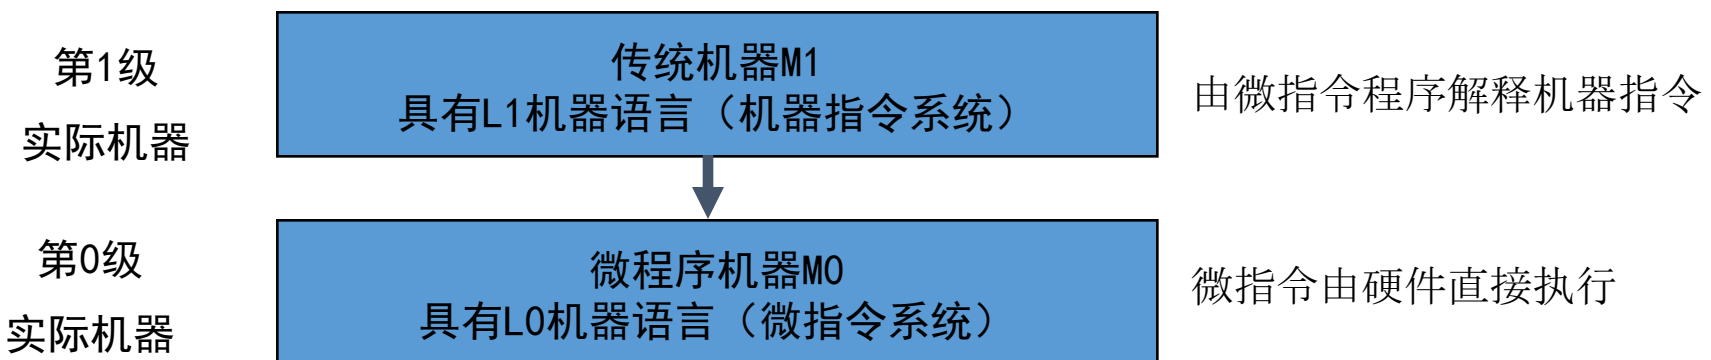 第1级
实际机器
传统机器M1
具有L1机器语言（机器指令系统）
由微指令程序解释机器指令
第0级
实际机器
微程序机器M0
具有L0机器语言（微指令系统）
微指令由硬件直接执行